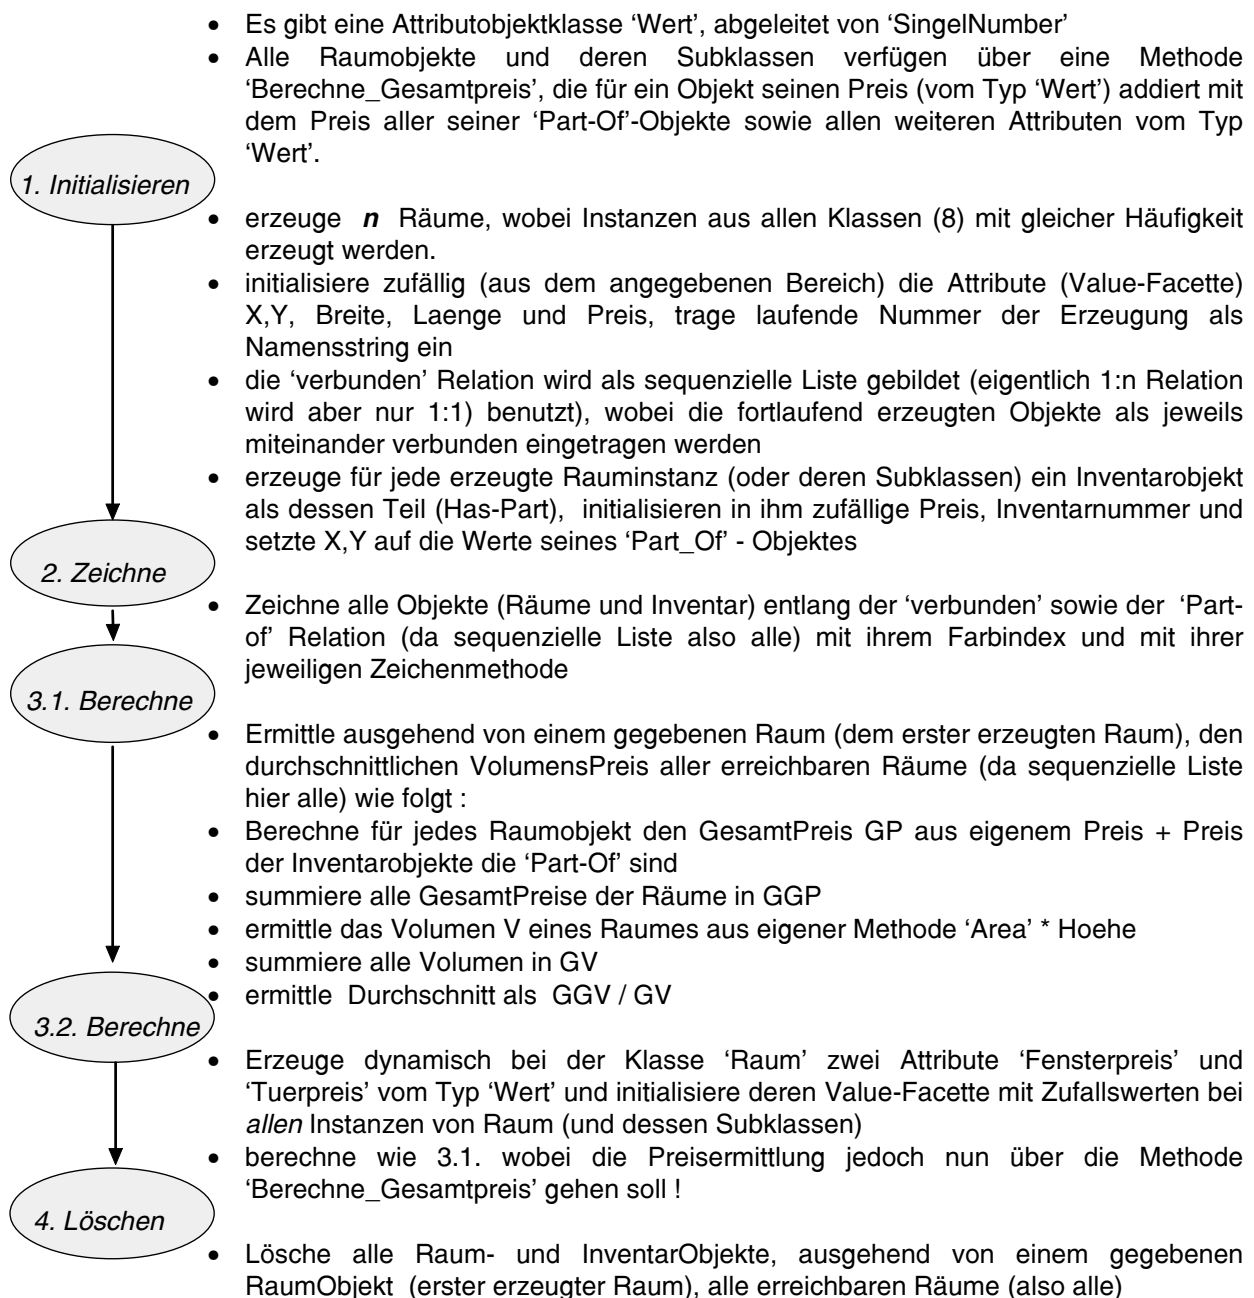 • Es gibt eine Attributobjektklasse ‘Wert’, abgeleitet von ‘SingelNumber’
• Alle Raumobjekte und deren Subklassen verfügen über eine Methode
‘Berechne_Gesamtpreis’, die für ein Objekt seinen Preis (vom Typ ‘Wert’) addiert mit
dem Preis aller seiner ‘Part-Of’-Objekte sowie allen weiteren Attributen vom Typ
‘Wert’.
1. Initialisieren
• erzeuge n Räume, wobei Instanzen aus allen Klassen (8) mit gleicher Häufigkeit
erzeugt werden.
• initialisiere zufällig (aus dem angegebenen Bereich) die Attribute (Value-Facette)
X,Y, Breite, Laenge und Preis, trage laufende Nummer der Erzeugung als
Namensstring ein
• die ‘verbunden’ Relation wird als sequenzielle Liste gebildet (eigentlich 1:n Relation
wird aber nur 1:1) benutzt), wobei die fortlaufend erzeugten Objekte als jeweils
miteinander verbunden eingetragen werden
• erzeuge für jede erzeugte Rauminstanz (oder deren Subklassen) ein Inventarobjekt
als dessen Teil (Has-Part), initialisieren in ihm zufällige Preis, Inventarnummer und
setzte X,Y auf die Werte seines ‘Part_Of’ - Objektes
2. Zeichne
• Zeichne alle Objekte (Räume und Inventar) entlang der ‘verbunden’ sowie der ‘Part-
of’ Relation (da sequenzielle Liste also alle) mit ihrem Farbindex und mit ihrer
jeweiligen Zeichenmethode
3.1. Berechne
• Ermittle ausgehend von einem gegebenen Raum (dem erster erzeugten Raum), den
durchschnittlichen VolumensPreis aller erreichbaren Räume (da sequenzielle Liste
hier alle) wie folgt :
• Berechne für jedes Raumobjekt den GesamtPreis GP aus eigenem Preis + Preis
der Inventarobjekte die ‘Part-Of’ sind
• summiere alle GesamtPreise der Räume in GGP
• ermittle das Volumen V eines Raumes aus eigener Methode ‘Area’ * Hoehe
• summiere alle Volumen in GV
• ermittle Durchschnitt als GGV / GV
3.2. Berechne
• Erzeuge dynamisch bei der Klasse ‘Raum’ zwei Attribute ‘Fensterpreis’ und
‘Tuerpreis’ vom Typ ‘Wert’ und initialisiere deren Value-Facette mit Zufallswerten bei
allen Instanzen von Raum (und dessen Subklassen)
• berechne wie 3.1. wobei die Preisermittlung jedoch nun über die Methode
‘Berechne_Gesamtpreis’ gehen soll !
4. Löschen
• Lösche alle Raum- und InventarObjekte, ausgehend von einem gegebenen
RaumObjekt (erster erzeugter Raum), alle erreichbaren Räume (also alle)